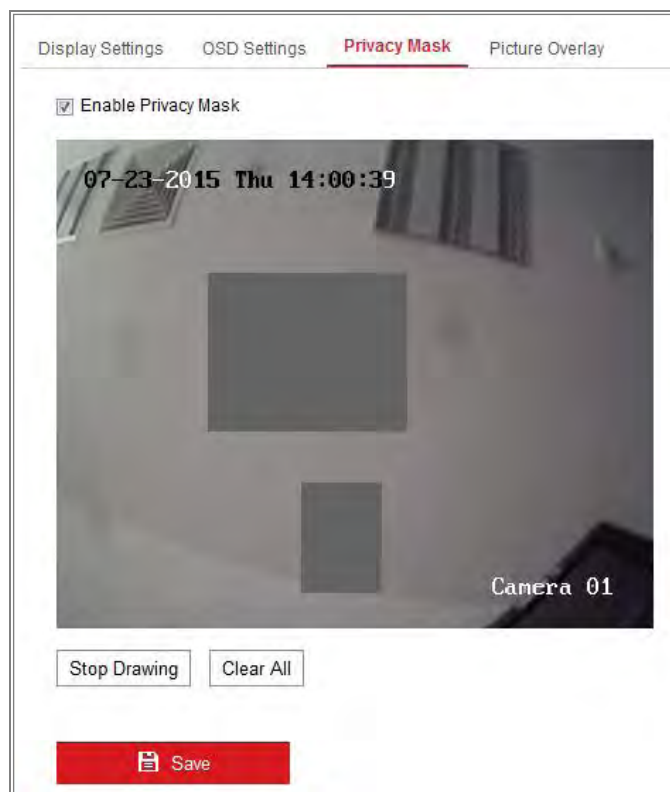 Display Settings OSD Settings Privacy Mask Picture Overlay
Enable Privacy Mask
07-23-2015 Thu 14:00:39
Camera 01
Stop Drawing Clear All
Save